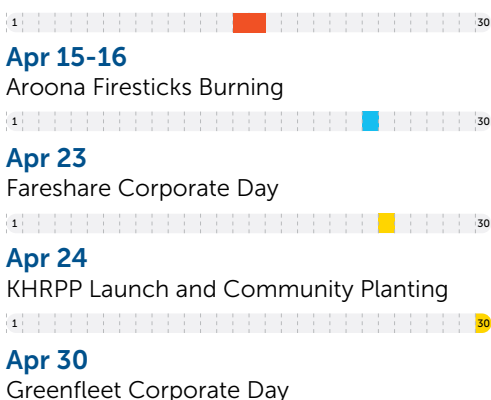 1 30
Apr 15-16
Aroona Firesticks Burning
1 30
Apr 23
Fareshare Corporate Day
1 30
Apr 24
KHRPP Launch and Community Planting
1 30
Apr 30
Greenfleet Corporate Day